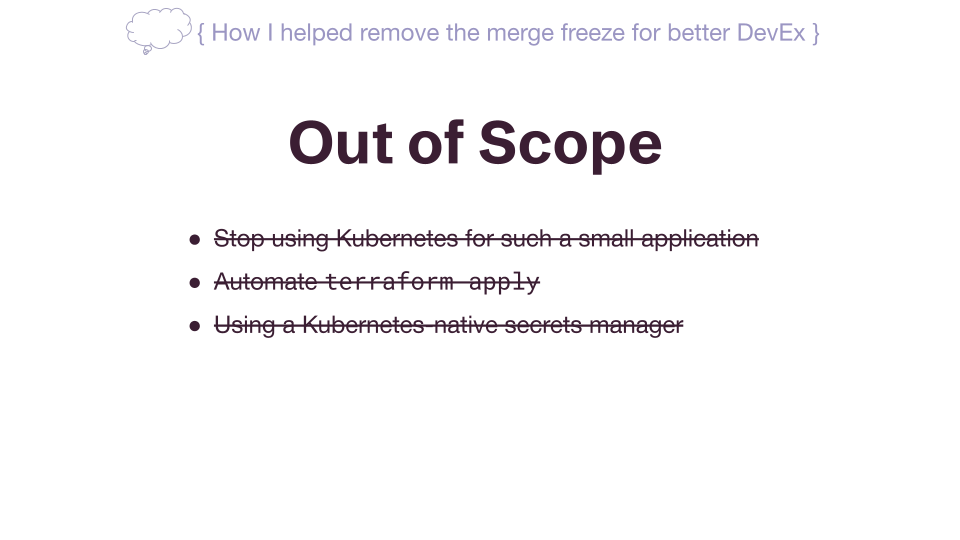 { How I helped remove the merge freeze for better DevEx }
Out of Scope
● Stop using Kubernetes for such a small application
● Automate terraform apply
● Using a Kubernetes-native secrets manager